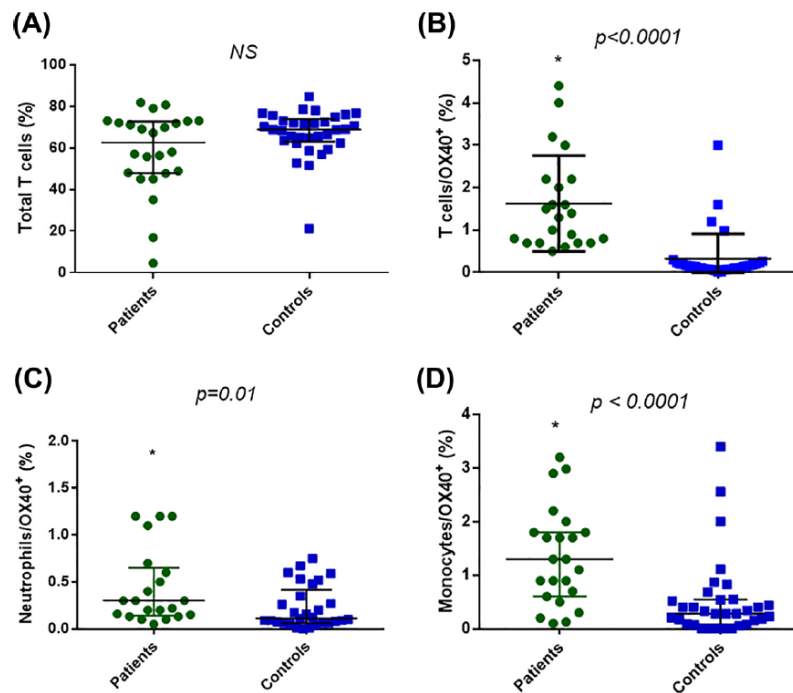 (A)
NS
Total T cells (%)
100
80
60
40
20
0
Patients
Controls
(B)
p<0.0001
*
T cells/OX40⁺ (%)
5
4
3
2
1
0
Patients
Controls
(C)
p=0.01
*
Neutrophils/OX40⁺ (%)
2.0
1.5
1.0
0.5
0.0
Patients
Controls
(D)
p < 0.0001
*
Monocytes/OX40⁺ (%)
4
3
2
1
0
Patients
Controls